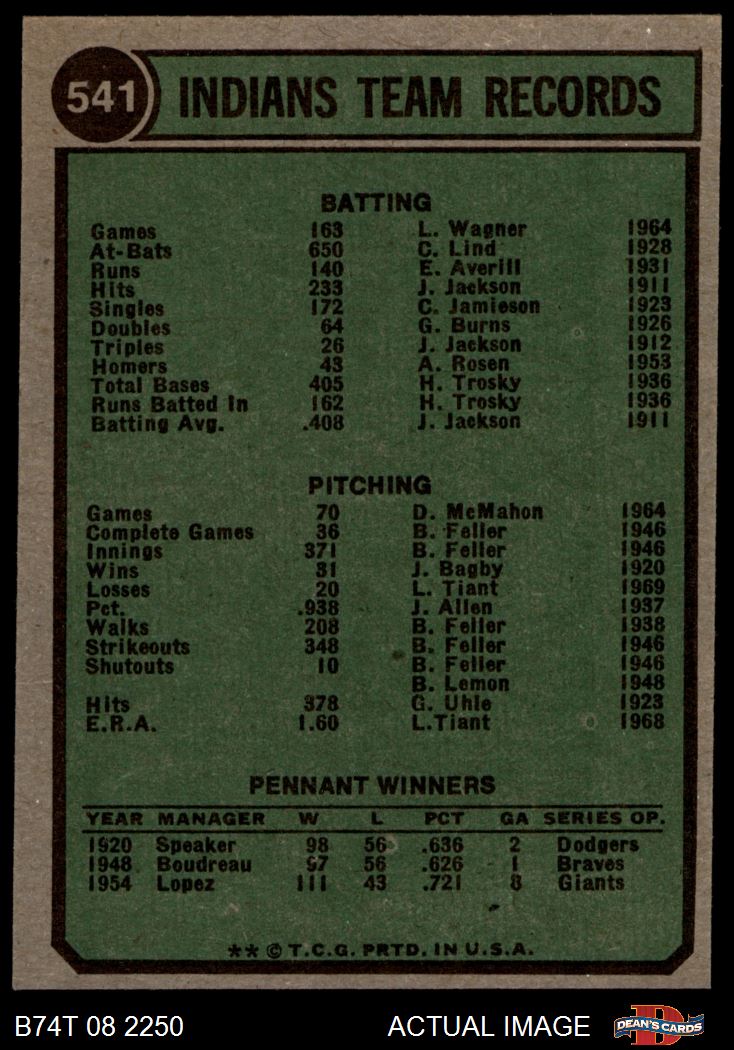 541 INDIANS TEAM RECORDS
BATTING
Games 163 L. Wagner 1964
At-Bats 650 C. Lind 1928
Runs 140 E. Averill 1931
Hits 233 J. Jackson 1911
Singles 172 C. Jamieson 1923
Doubles 64 G. Burns 1926
Triples 26 J. Jackson 1912
Homers 43 A. Rosen 1953
Total Bases 405 H. Trosky 1936
Runs Batted In 162 H. Trosky 1936
Batting Avg. .408 J. Jackson 1911
PITCHING
Games 70 D. McMahon 1964
Complete Games 36 B. Feller 1946
Innings 371 B. Feller 1946
Wins 31 J. Bagby 1920
Losses 20 L. Tiant 1969
Pct. .938 J. Allen 1937
Walks 208 B. Feller 1938
Strikeouts 348 B. Feller 1946
Shutouts 10 B. Feller 1946
B. Lemon 1948
Hits 378 G. Uhle 1923
E.R.A. 1.60 L.Tiant 1968
PENNANT WINNERS
YEAR MANAGER W L PCT GA SERIES OP.
1920 Speaker 98 56 .636 2 Dodgers
1948 Boudreau 97 56 .626 1 Braves
1954 Lopez 111 43 .721 8 Giants
** © T.C.G. PRTD. IN U.S.A.
B74T 08 2250 ACTUAL IMAGE DEAN'S CARDS